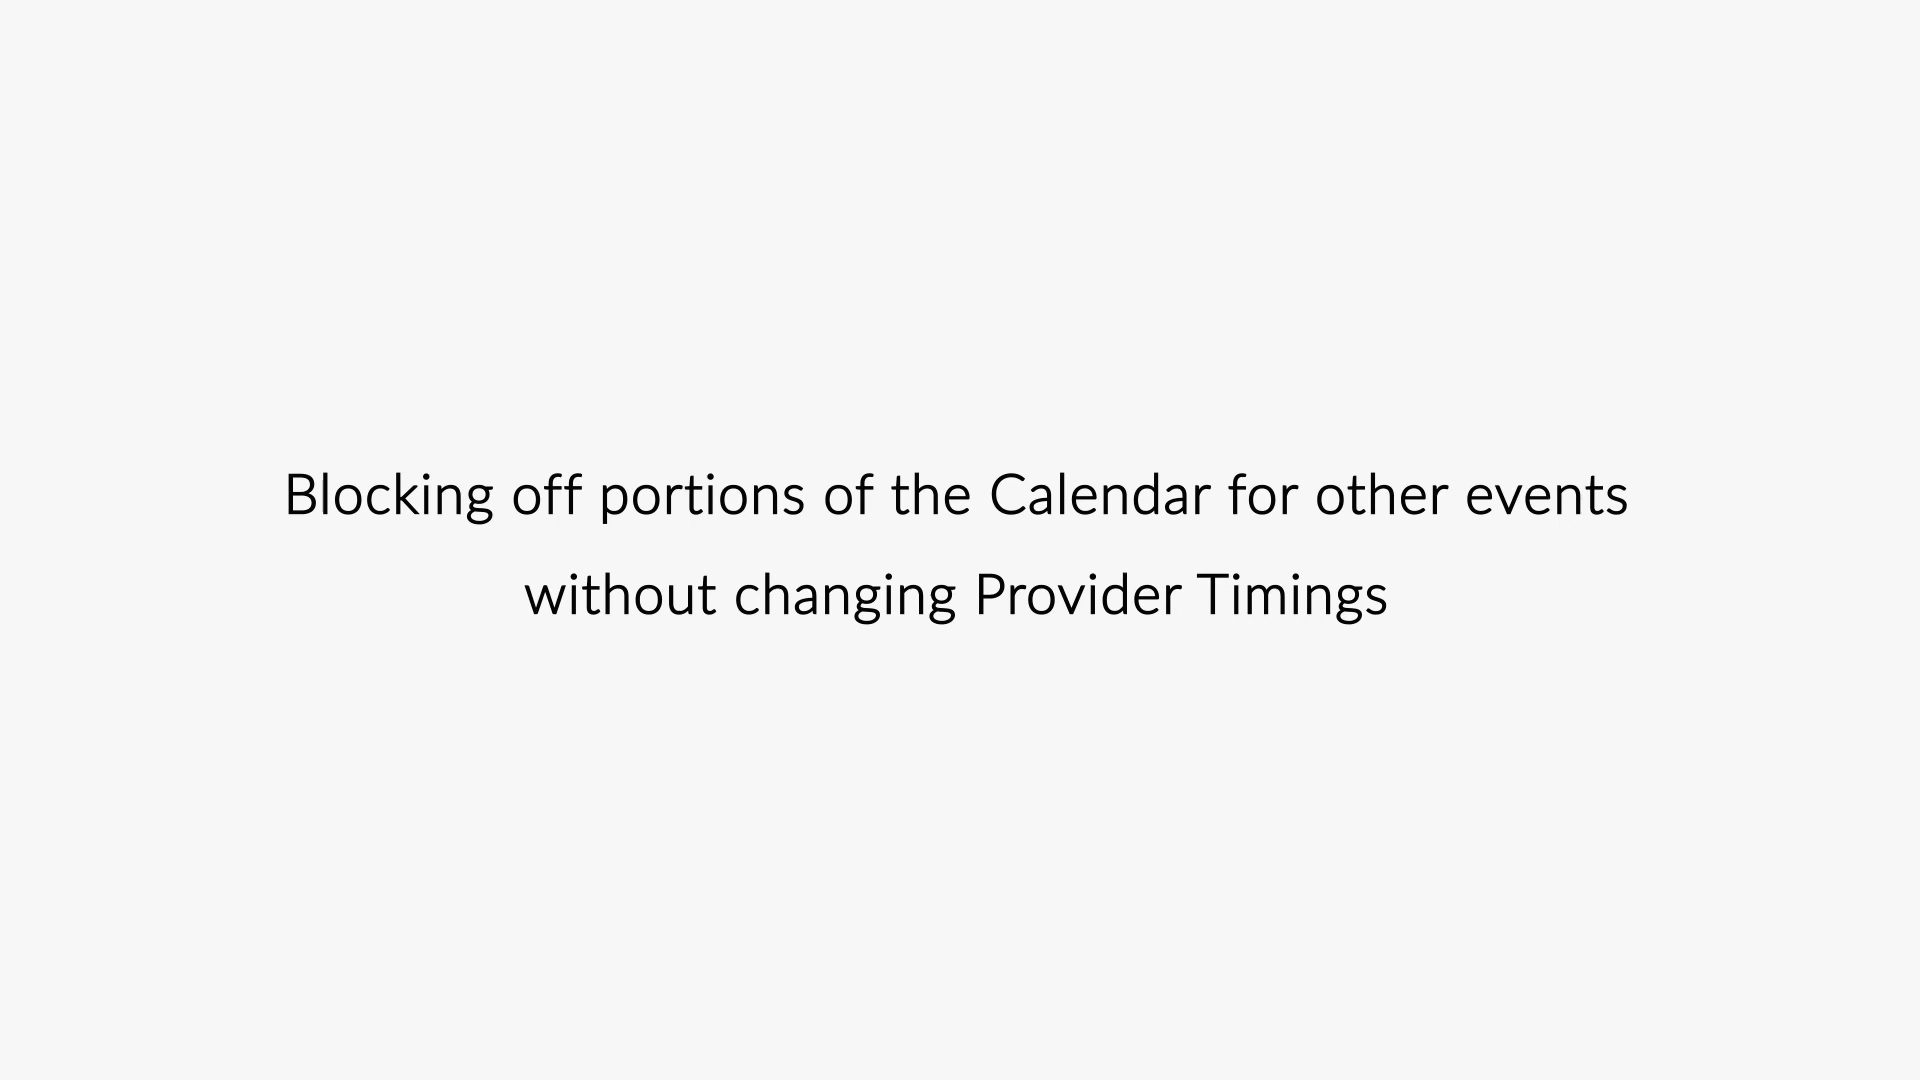 Blocking off portions of the Calendar for other events
without changing Provider Timings